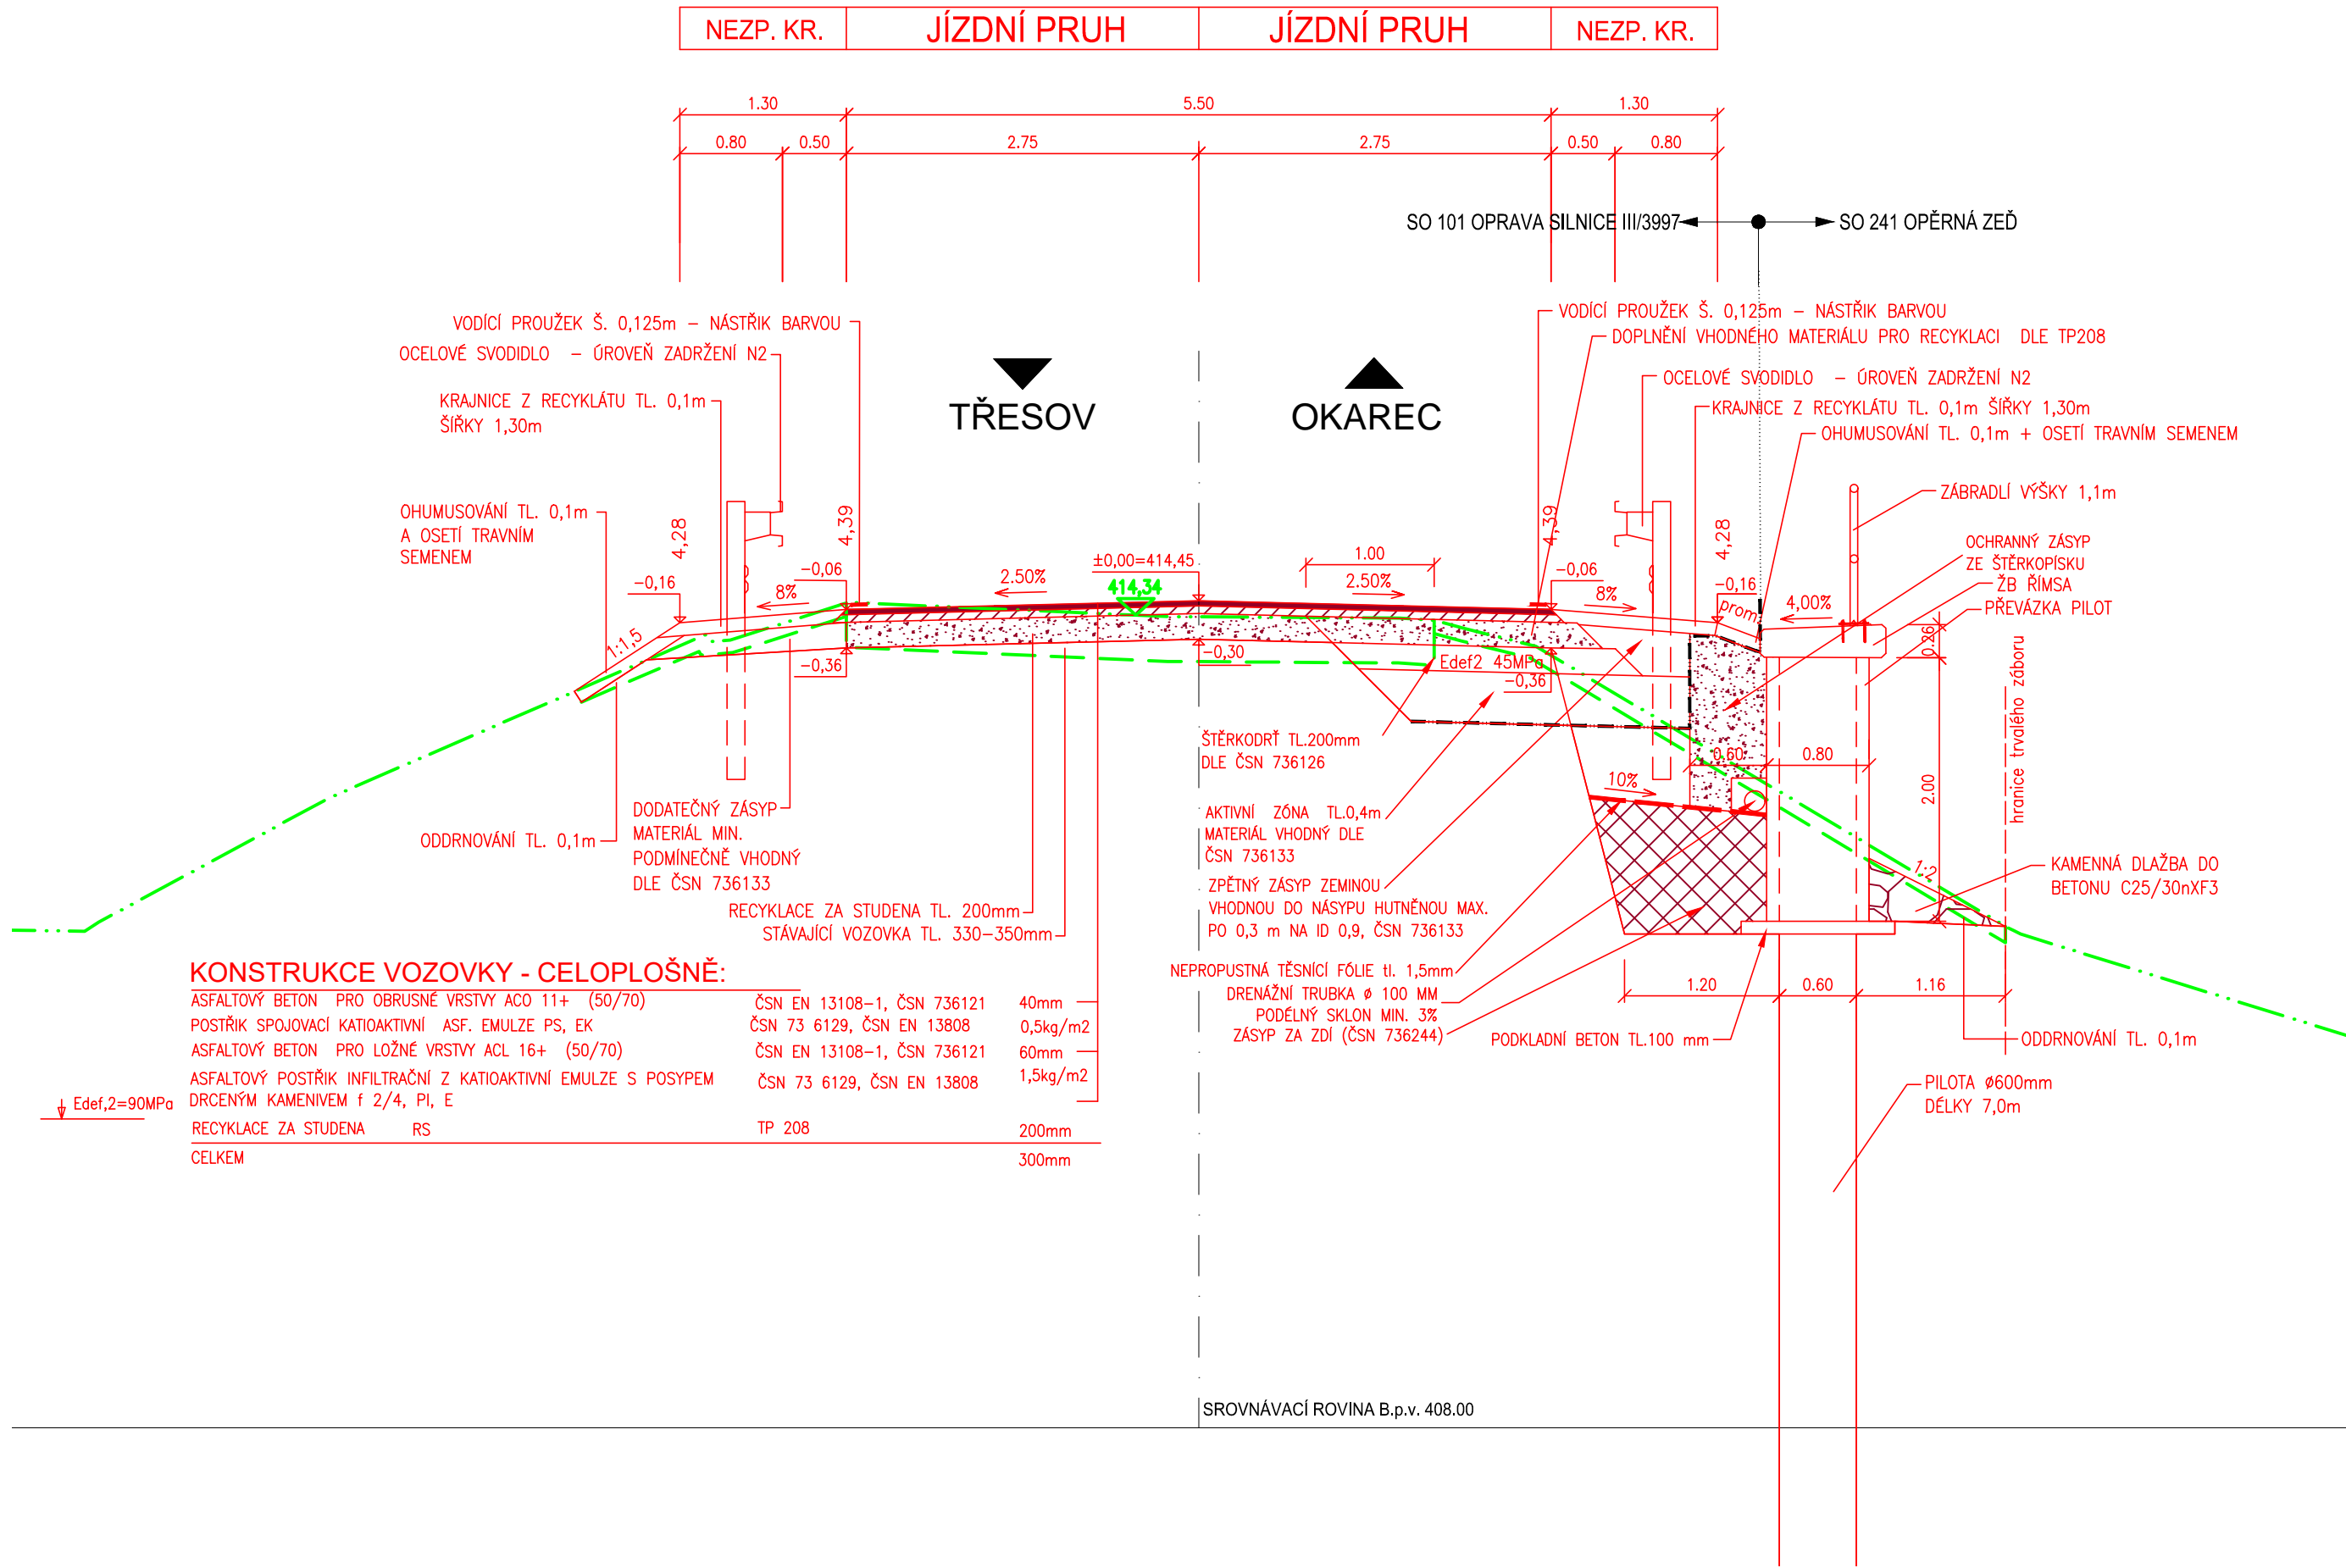 NEZP. KR. JÍZDNÍ PRUH JÍZDNÍ PRUH NEZP. KR.
1.30 5.50 1.30
0.80 0.50 2.75 2.75 0.50 0.80
SO 101 OPRAVA SILNICE III/3997 SO 241 OPĚRNÁ ZEĎ
VODÍCÍ PROUŽEK Š. 0,125m – NÁSTŘIK BARVOU
OCELOVÉ SVODIDLO – ÚROVEŇ ZADRŽENÍ N2
KRAJNICE Z RECYKLÁTU TL. 0,1m
ŠÍŘKY 1,30m
OHUMUSOVÁNÍ TL. 0,1m
A OSETÍ TRAVNÍM
SEMENEM
TŘESOV
OKAREC
VODÍCÍ PROUŽEK Š. 0,125m – NÁSTŘIK BARVOU
DOPLNĚNÍ VHODNÉHO MATERIÁLU PRO RECYKLACI DLE TP208
OCELOVÉ SVODIDLO – ÚROVEŇ ZADRŽENÍ N2
KRAJNICE Z RECYKLÁTU TL. 0,1m ŠÍŘKY 1,30m
OHUMUSOVÁNÍ TL. 0,1m + OSETÍ TRAVNÍM SEMENEM
ZÁBRADLÍ VÝŠKY 1,1m
OCHRANNÝ ZÁSYP
ZE ŠTĚRKOPÍSKU
ŽB ŘÍMSA
PŘEVÁZKA PILOT
4,28
4,39
4,39
4,28
–0,16
8%
–0,06
2.50%
±0,00=414,45
414,34
1.00
2.50%
–0,06
8%
–0,16
prom.
4,00%
1:1,5
–0,36
–0,30
Edef2 45MPa
–0,36
0.26
2.00
hranice trvalého záboru
0.60 0.80
10%
1:2
ŠTĚRKODRŤ TL.200mm
DLE ČSN 736126
AKTIVNÍ ZÓNA TL.0,4m
MATERIÁL VHODNÝ DLE
ČSN 736133
ZPĚTNÝ ZÁSYP ZEMINOU
VHODNOU DO NÁSYPU HUTNĚNOU MAX.
PO 0,3 m NA ID 0,9, ČSN 736133
NEPROPUSTNÁ TĚSNÍCÍ FÓLIE tl. 1,5mm
DRENÁŽNÍ TRUBKA ø 100 MM
PODÉLNÝ SKLON MIN. 3%
ZÁSYP ZA ZDÍ (ČSN 736244)
PODKLADNÍ BETON TL.100 mm
1.20 0.60 1.16
KAMENNÁ DLAŽBA DO
BETONU C25/30nXF3
ODDRNOVÁNÍ TL. 0,1m
PILOTA ø600mm
DÉLKY 7,0m
ODDRNOVÁNÍ TL. 0,1m
DODATEČNÝ ZÁSYP
MATERIÁL MIN.
PODMÍNEČNĚ VHODNÝ
DLE ČSN 736133
RECYKLACE ZA STUDENA TL. 200mm
STÁVAJÍCÍ VOZOVKA TL. 330–350mm
KONSTRUKCE VOZOVKY - CELOPLOŠNĚ:
ASFALTOVÝ BETON PRO OBRUSNÉ VRSTVY ACO 11+ (50/70) ČSN EN 13108–1, ČSN 736121 40mm
POSTŘIK SPOJOVACÍ KATIOAKTIVNÍ ASF. EMULZE PS, EK ČSN 73 6129, ČSN EN 13808 0,5kg/m2
ASFALTOVÝ BETON PRO LOŽNÉ VRSTVY ACL 16+ (50/70) ČSN EN 13108–1, ČSN 736121 60mm
ASFALTOVÝ POSTŘIK INFILTRAČNÍ Z KATIOAKTIVNÍ EMULZE S POSYPEM ČSN 73 6129, ČSN EN 13808 1,5kg/m2
DRCENÝM KAMENIVEM f 2/4, PI, E
Edef,2=90MPa
RECYKLACE ZA STUDENA RS TP 208 200mm
CELKEM 300mm
SROVNÁVACÍ ROVINA B.p.v. 408.00